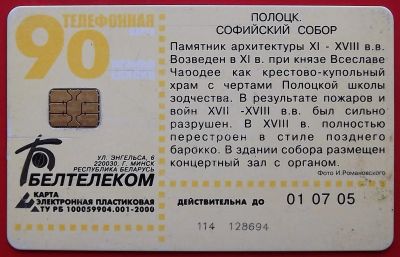 ТЕЛЕФОННАЯ
90
ПОЛОЦК.
СОФИЙСКИЙ СОБОР
Памятник архитектуры XI - XVIII в.в.
Возведен в XI в. при князе Всеславе
Чародее как крестово-купольный
храм с чертами Полоцкой школы
зодчества. В результате пожаров и
войн XVII -XVIII в.в. был сильно
разрушен. В XVIII в. полностью
перестроен в стиле позднего
барокко. В здании собора размещен
концертный зал с органом.
Фото И.Романовского
УЛ. ЭНГЕЛЬСА, 6
220030, Г. МИНСК
РЕСПУБЛИКА БЕЛАРУСЬ
БЕЛТЕЛЕКОМ
КАРТА
ЭЛЕКТРОННАЯ ПЛАСТИКОВАЯ
ТУ РБ 100059904.001-2000
ДЕЙСТВИТЕЛЬНА ДО 01 07 05
114 128694